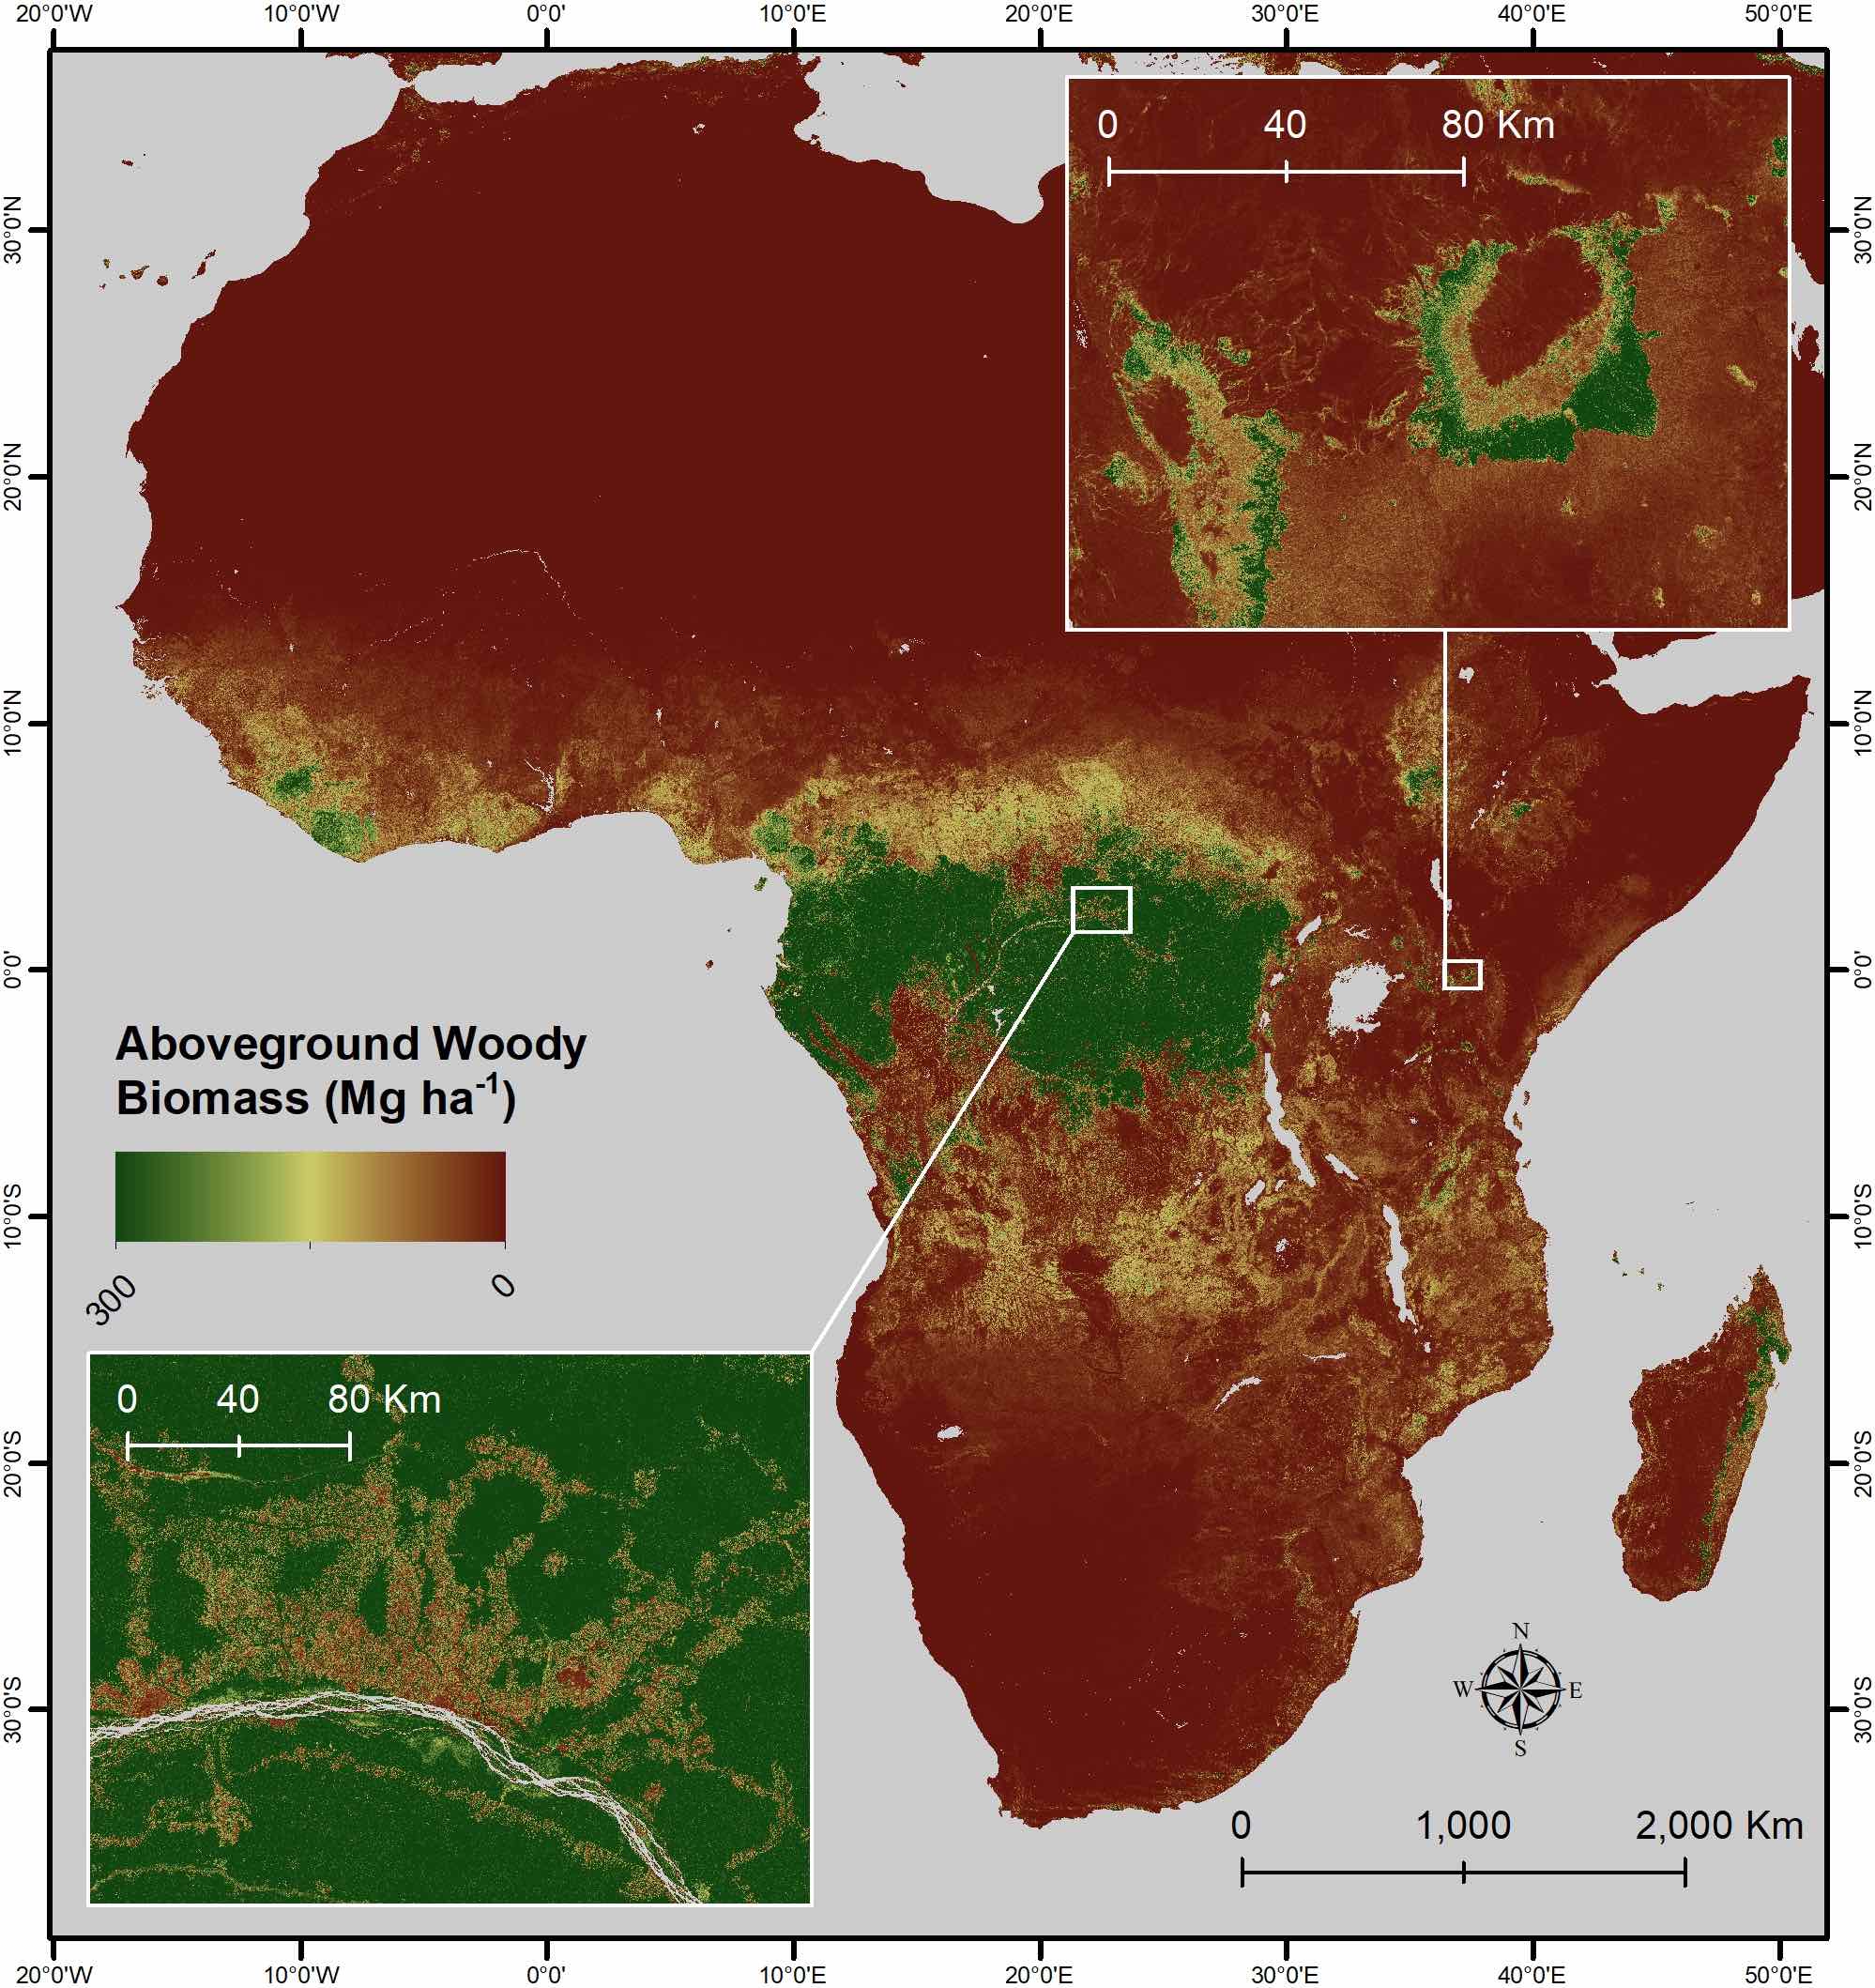 20°0'W 10°0'W 0°0' 10°0'E 20°0'E 30°0'E 40°0'E 50°0'E
0 40 80 Km
30°0'N 30°0'N
20°0'N 20°0'N
10°0'N 10°0'N
0°0' 0°0'
Aboveground Woody
Biomass (Mg ha-1)
300 0
10°0'S 10°0'S
0 40 80 Km
20°0'S 20°0'S
30°0'S 30°0'S
N
W E
S
0 1,000 2,000 Km
20°0'W 10°0'W 0°0' 10°0'E 20°0'E 30°0'E 40°0'E 50°0'E